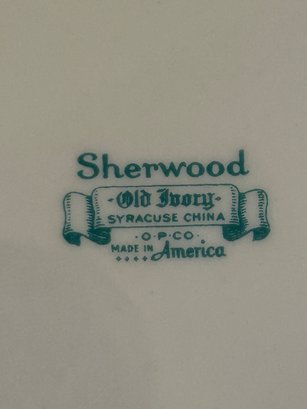 Sherwood
·Old Ivory·
SYRACUSE CHINA
·O·P·CO·
MADE IN America